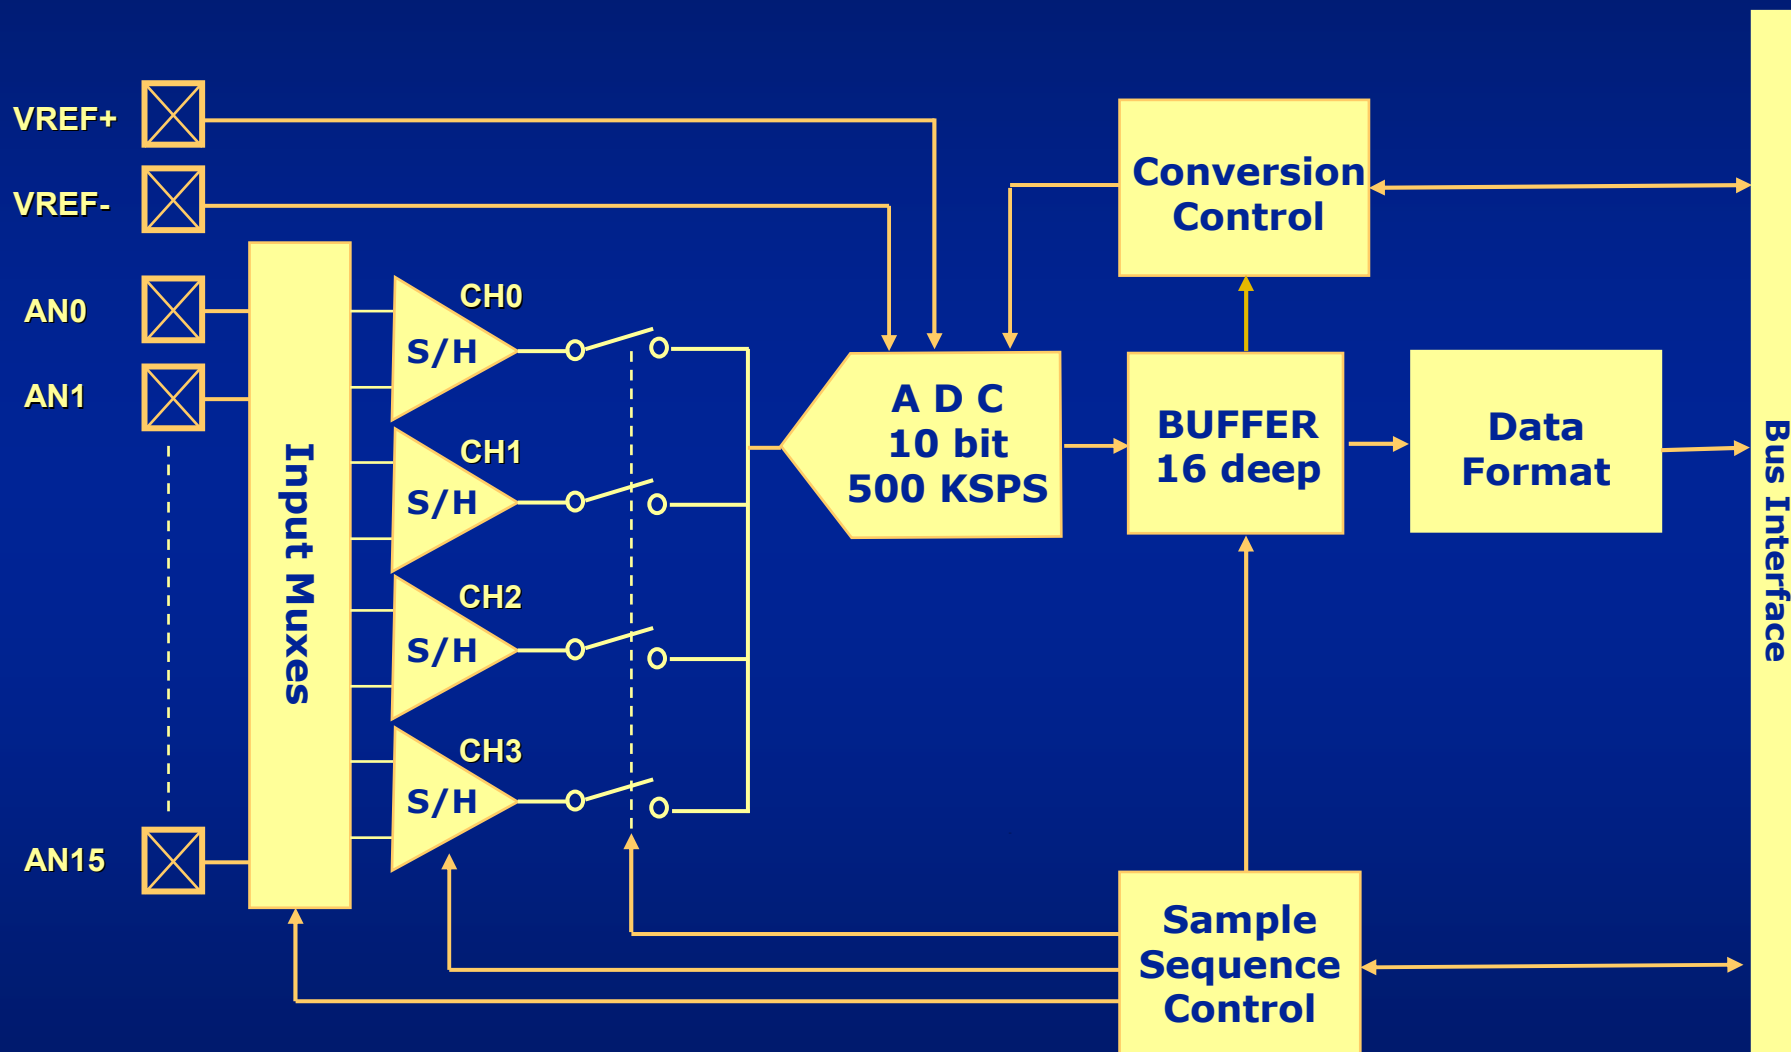 VREF+
VREF-
AN0
AN1
AN15
Input Muxes
CH0
S/H
CH1
S/H
CH2
S/H
CH3
S/H
A D C
10 bit
500 KSPS
Conversion
Control
BUFFER
16 deep
Data
Format
Sample
Sequence
Control
Bus Interface